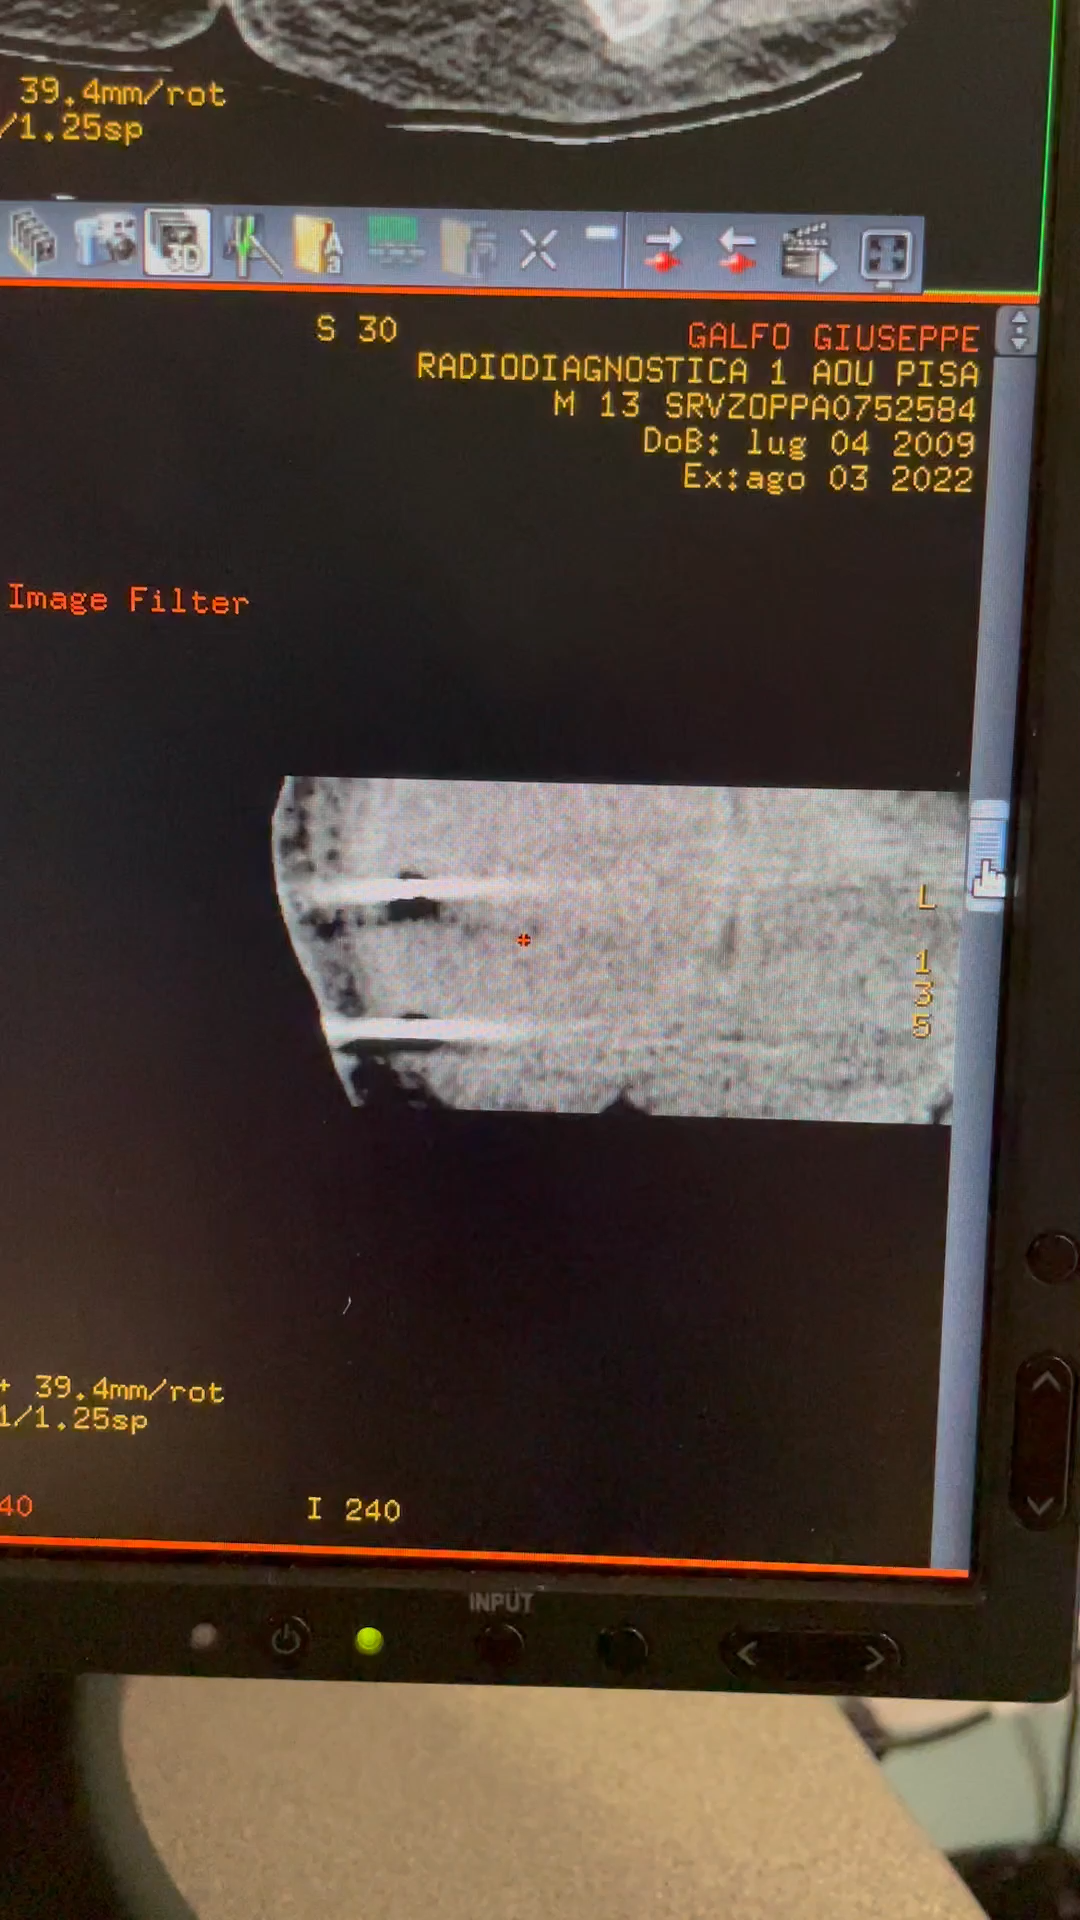 39.4mm/rot
/1.25sp
3D
A
a
S 30
GALFO GIUSEPPE
RADIODIAGNOSTICA 1 AOU PISA
M 13 SRVZOPPA0752584
DoB: lug 04 2009
Ex:ago 03 2022
Image Filter
L
1
3
5
+ 39.4mm/rot
1/1.25sp
40
I 240
INPUT